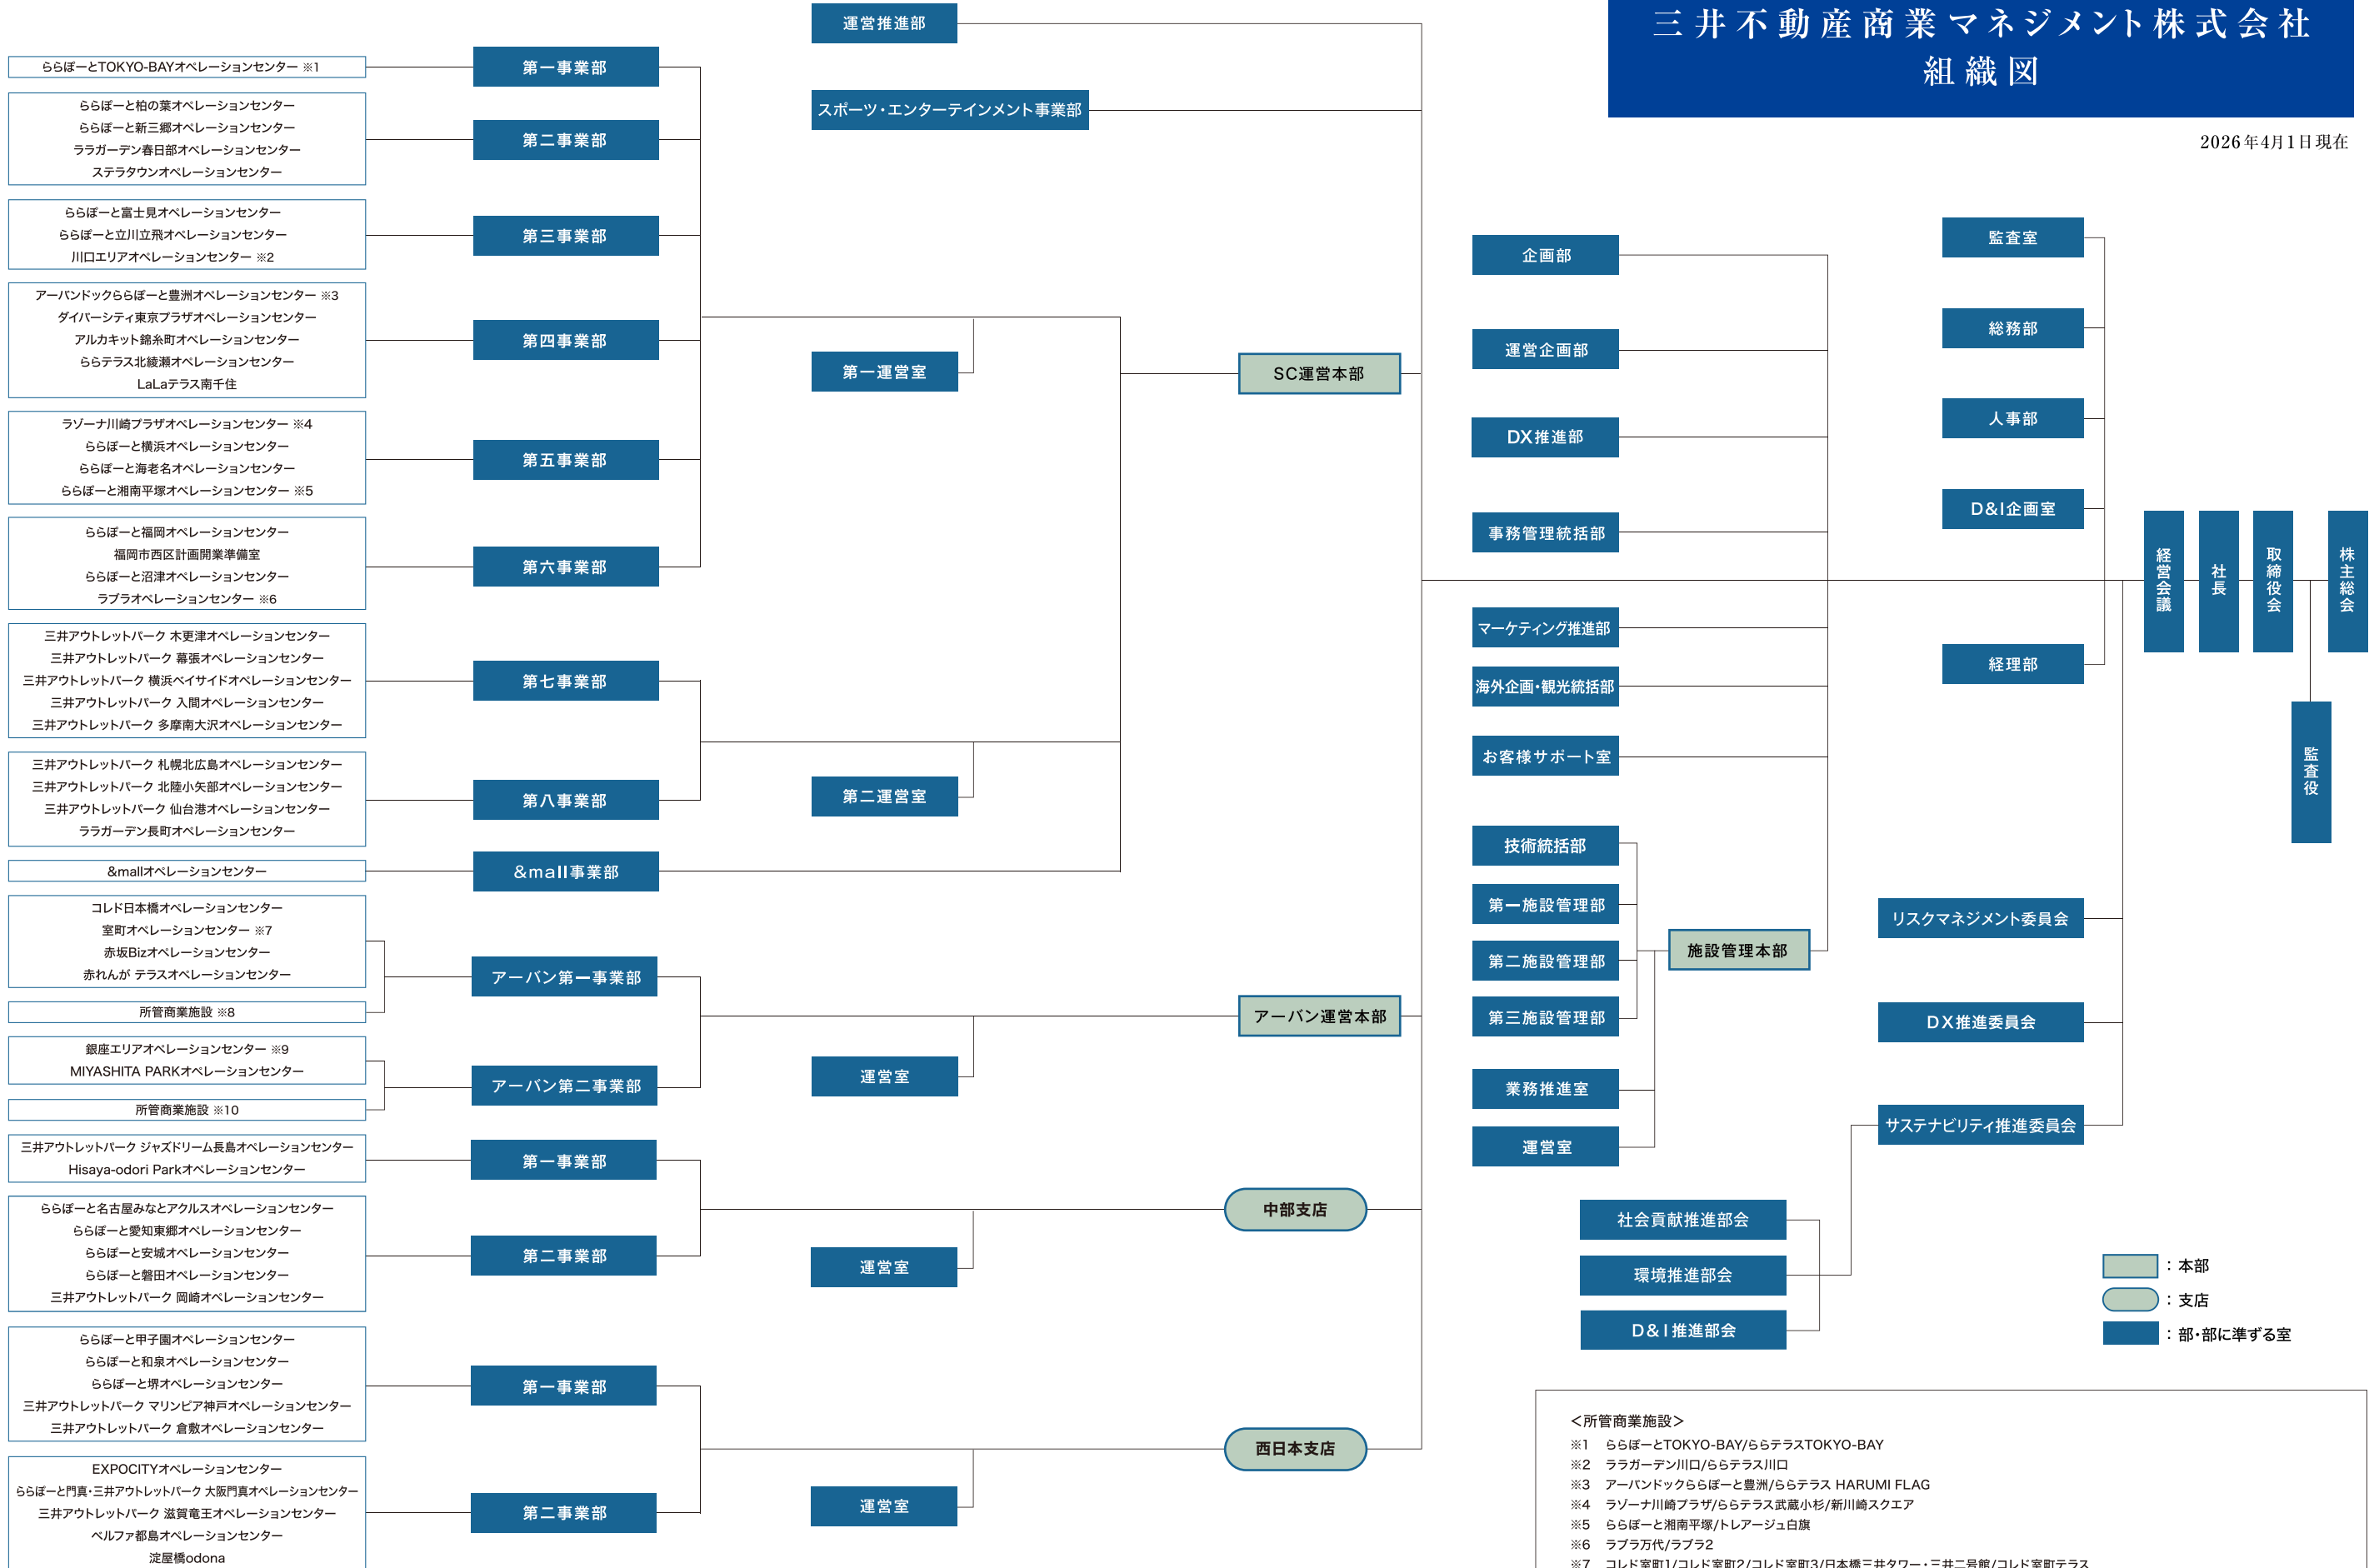 三井不動産商業マネジメント株式会社
組織図
2026年4月1日現在
ららぽーとTOKYO-BAYオペレーションセンター ※1
ららぽーと柏の葉オペレーションセンター
ららぽーと新三郷オペレーションセンター
ララガーデン春日部オペレーションセンター
ステラタウンオペレーションセンター
ららぽーと富士見オペレーションセンター
ららぽーと立川立飛オペレーションセンター
川口エリアオペレーションセンター ※2
アーバンドックららぽーと豊洲オペレーションセンター ※3
ダイバーシティ東京プラザオペレーションセンター
アルカキット錦糸町オペレーションセンター
ららテラス北綾瀬オペレーションセンター
LaLaテラス南千住
ラゾーナ川崎プラザオペレーションセンター ※4
ららぽーと横浜オペレーションセンター
ららぽーと海老名オペレーションセンター
ららぽーと湘南平塚オペレーションセンター ※5
ららぽーと福岡オペレーションセンター
福岡市西区計画開業準備室
ららぽーと沼津オペレーションセンター
ラブラオペレーションセンター ※6
三井アウトレットパーク 木更津オペレーションセンター
三井アウトレットパーク 幕張オペレーションセンター
三井アウトレットパーク 横浜ベイサイドオペレーションセンター
三井アウトレットパーク 入間オペレーションセンター
三井アウトレットパーク 多摩南大沢オペレーションセンター
三井アウトレットパーク 札幌北広島オペレーションセンター
三井アウトレットパーク 北陸小矢部オペレーションセンター
三井アウトレットパーク 仙台港オペレーションセンター
ララガーデン長町オペレーションセンター
&mallオペレーションセンター
コレド日本橋オペレーションセンター
室町オペレーションセンター ※7
赤坂Bizオペレーションセンター
赤れんが テラスオペレーションセンター
所管商業施設 ※8
銀座エリアオペレーションセンター ※9
MIYASHITA PARKオペレーションセンター
所管商業施設 ※10
三井アウトレットパーク ジャズドリーム長島オペレーションセンター
Hisaya-odori Parkオペレーションセンター
ららぽーと名古屋みなとアクルスオペレーションセンター
ららぽーと愛知東郷オペレーションセンター
ららぽーと安城オペレーションセンター
ららぽーと磐田オペレーションセンター
三井アウトレットパーク 岡崎オペレーションセンター
ららぽーと甲子園オペレーションセンター
ららぽーと和泉オペレーションセンター
ららぽーと堺オペレーションセンター
三井アウトレットパーク マリンピア神戸オペレーションセンター
三井アウトレットパーク 倉敷オペレーションセンター
EXPOCITYオペレーションセンター
ららぽーと門真・三井アウトレットパーク 大阪門真オペレーションセンター
三井アウトレットパーク 滋賀竜王オペレーションセンター
ベルファ都島オペレーションセンター
淀屋橋odona
第一事業部
第二事業部
第三事業部
第四事業部
第五事業部
第六事業部
第七事業部
第八事業部
&mall事業部
アーバン第一事業部
アーバン第二事業部
第一事業部
第二事業部
第一事業部
第二事業部
運営推進部
スポーツ・エンターテインメント事業部
第一運営室
第二運営室
運営室
運営室
運営室
SC運営本部
アーバン運営本部
中部支店
西日本支店
企画部
運営企画部
DX推進部
事務管理統括部
マーケティング推進部
海外企画・観光統括部
お客様サポート室
技術統括部
第一施設管理部
第二施設管理部
第三施設管理部
業務推進室
運営室
施設管理本部
監査室
総務部
人事部
D&I企画室
経理部
リスクマネジメント委員会
DX推進委員会
サステナビリティ推進委員会
社会貢献推進部会
環境推進部会
D&I推進部会
経営会議
社長
取締役会
株主総会
監査役
：本部
：支店
：部・部に準ずる室
＜所管商業施設＞
※1 ららぽーとTOKYO-BAY/ららテラスTOKYO-BAY
※2 ララガーデン川口/ららテラス川口
※3 アーバンドックららぽーと豊洲/ららテラス HARUMI FLAG
※4 ラゾーナ川崎プラザ/ららテラス武蔵小杉/新川崎スクエア
※5 ららぽーと湘南平塚/トレアージュ白旗
※6 ラブラ万代/ラブラ2
※7 コレド室町1/コレド室町2/コレド室町3/日本橋三井タワー・三井二号館/コレド室町テラス